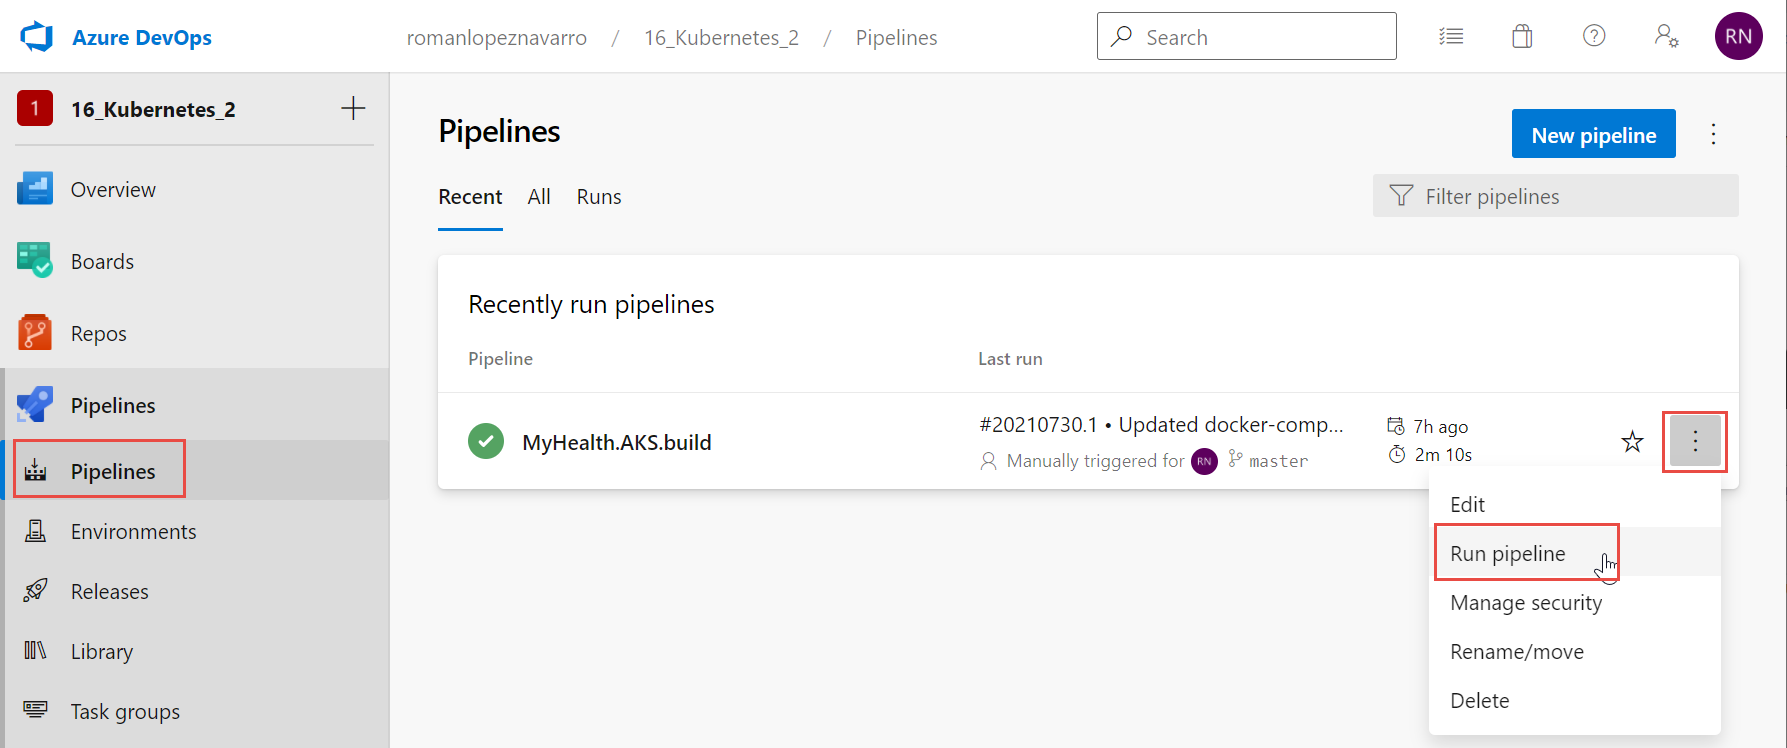 Azure DevOps
romanlopeznavarro / 16_Kubernetes_2 / Pipelines
Search
RN
1 16_Kubernetes_2
Overview
Boards
Repos
Pipelines
Pipelines
Environments
Releases
Library
Task groups
Pipelines
New pipeline
Recent All Runs
Filter pipelines
Recently run pipelines
Pipeline Last run
MyHealth.AKS.build
#20210730.1 • Updated docker-comp...
Manually triggered for RN master
7h ago
2m 10s
Edit
Run pipeline
Manage security
Rename/move
Delete